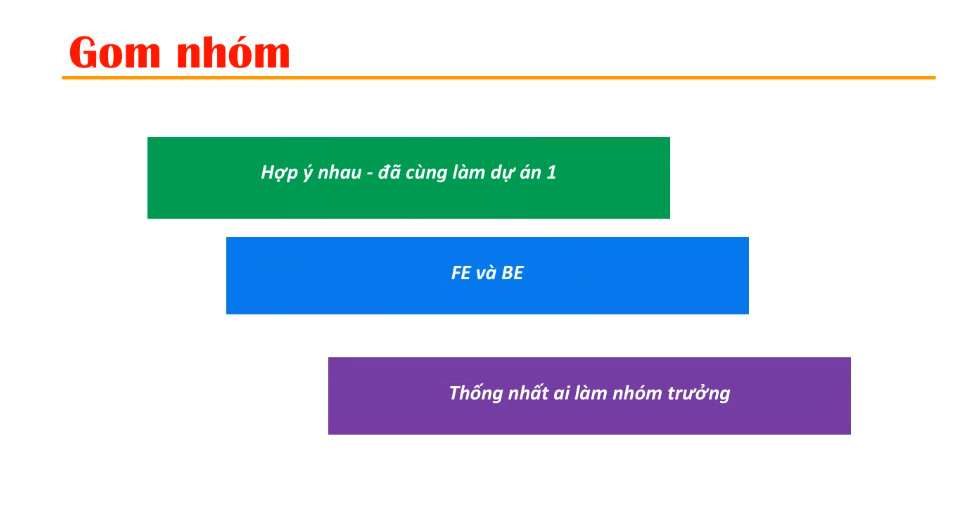 Gom nhóm
Hợp ý nhau - đã cùng làm dự án 1
FE và BE
Thống nhất ai làm nhóm trưởng